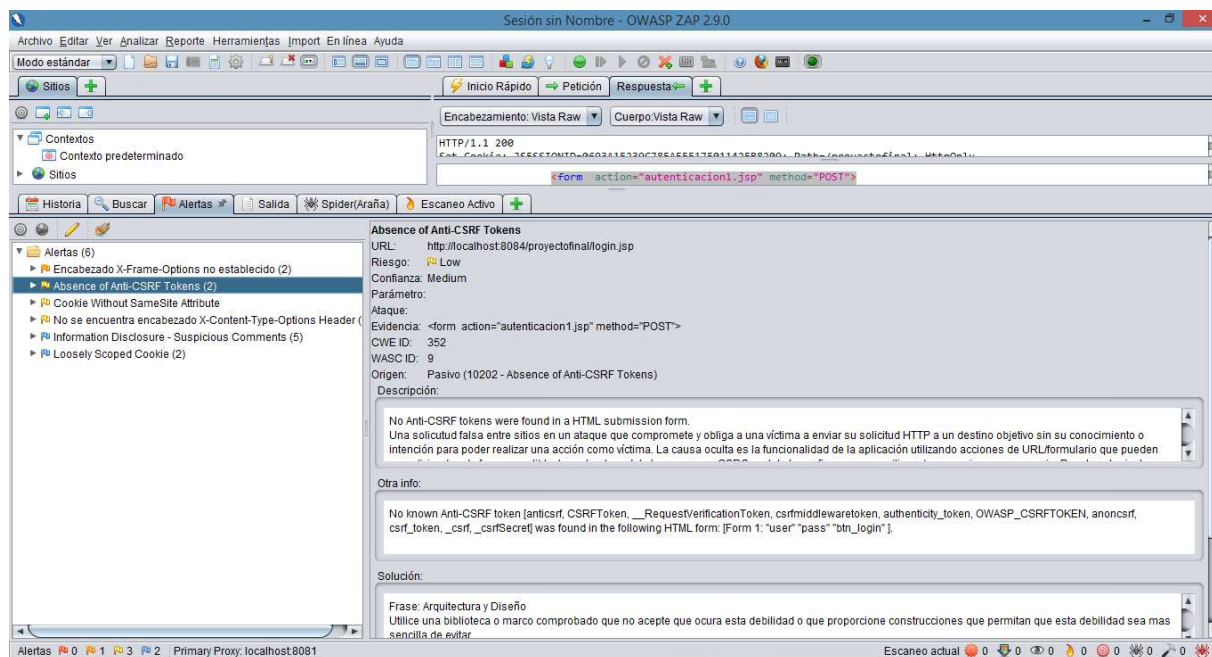 Sesión sin Nombre - OWASP ZAP 2.9.0
Archivo Editar Ver Analizar Reporte Herramientas Import En línea Ayuda
Modo estándar
Sitios
Inicio Rápido Petición Respuesta
Encabezamiento: Vista Raw Cuerpo:Vista Raw
Contextos
Contexto predeterminado
Sitios
HTTP/1.1 200
<form action="autenticacion1.jsp" method="POST">
Historia Buscar Alertas Salida Spider(Araña) Escaneo Activo
Alertas (6)
Encabezado X-Frame-Options no establecido (2)
Absence of Anti-CSRF Tokens (2)
Cookie Without SameSite Attribute
No se encuentra encabezado X-Content-Type-Options Header (
Information Disclosure - Suspicious Comments (5)
Loosely Scoped Cookie (2)
Absence of Anti-CSRF Tokens
URL: http://localhost:8084/proyectofinal/login.jsp
Riesgo: Low
Confianza: Medium
Parámetro:
Ataque:
Evidencia: <form action="autenticacion1.jsp" method="POST">
CWE ID: 352
WASC ID: 9
Origen: Pasivo (10202 - Absence of Anti-CSRF Tokens)
Descripción:
No Anti-CSRF tokens were found in a HTML submission form.
Una solicutud falsa entre sitios en un ataque que compromete y obliga a una víctima a enviar su solicitud HTTP a un destino objetivo sin su conocimiento o
intención para poder realizar una acción como víctima. La causa oculta es la funcionalidad de la aplicación utilizando acciones de URL/formulario que pueden
Otra info:
No known Anti-CSRF token [anticsrf, CSRFToken, __RequestVerificationToken, csrfmiddlewaretoken, authenticity_token, OWASP_CSRFTOKEN, anoncsrf,
csrf_token, _csrf, _csrfSecret] was found in the following HTML form: [Form 1: "user" "pass" "btn_login" ].
Solución:
Frase: Arquitectura y Diseño
Utilice una biblioteca o marco comprobado que no acepte que ocura esta debilidad o que proporcione construcciones que permitan que esta debilidad sea mas
sencilla de evitar
Alertas 0 1 3 2 Primary Proxy: localhost:8081
Escaneo actual 0 0 0 0 0 0 0